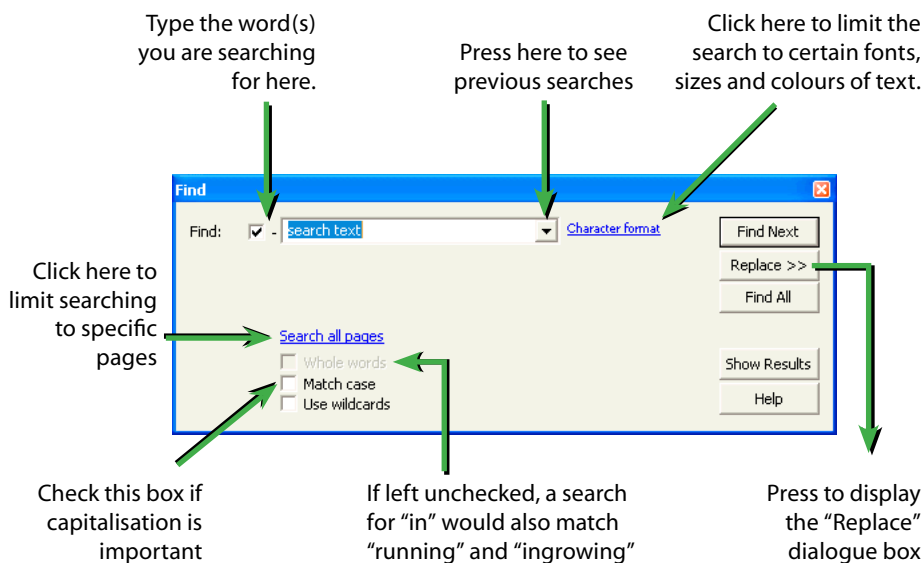 Type the word(s)
you are searching
for here.
Press here to see
previous searches
Click here to limit the
search to certain fonts,
sizes and colours of text.
Find
Find:
-
search text
Character format
Find Next
Replace >>
Find All
Click here to
limit searching
to specific
pages
Search all pages
Whole words
Match case
Use wildcards
Show Results
Help
Check this box if
capitalisation is
important
If left unchecked, a search
for “in” would also match
“running” and “ingrowing”
Press to display
the “Replace”
dialogue box